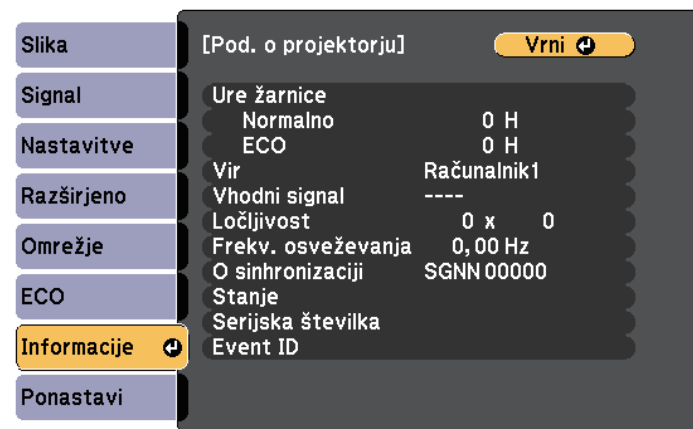 Slika
Signal
Nastavitve
Razširjeno
Omrežje
ECO
Informacije
Ponastavi
[Pod. o projektorju] Vrni
Ure žarnice
Normalno 0 H
ECO 0 H
Vir Računalnik1
Vhodni signal ----
Ločljivost 0 x 0
Frekv. osveževanja 0,00 Hz
O sinhronizaciji SGNN 00000
Stanje
Serijska številka
Event ID